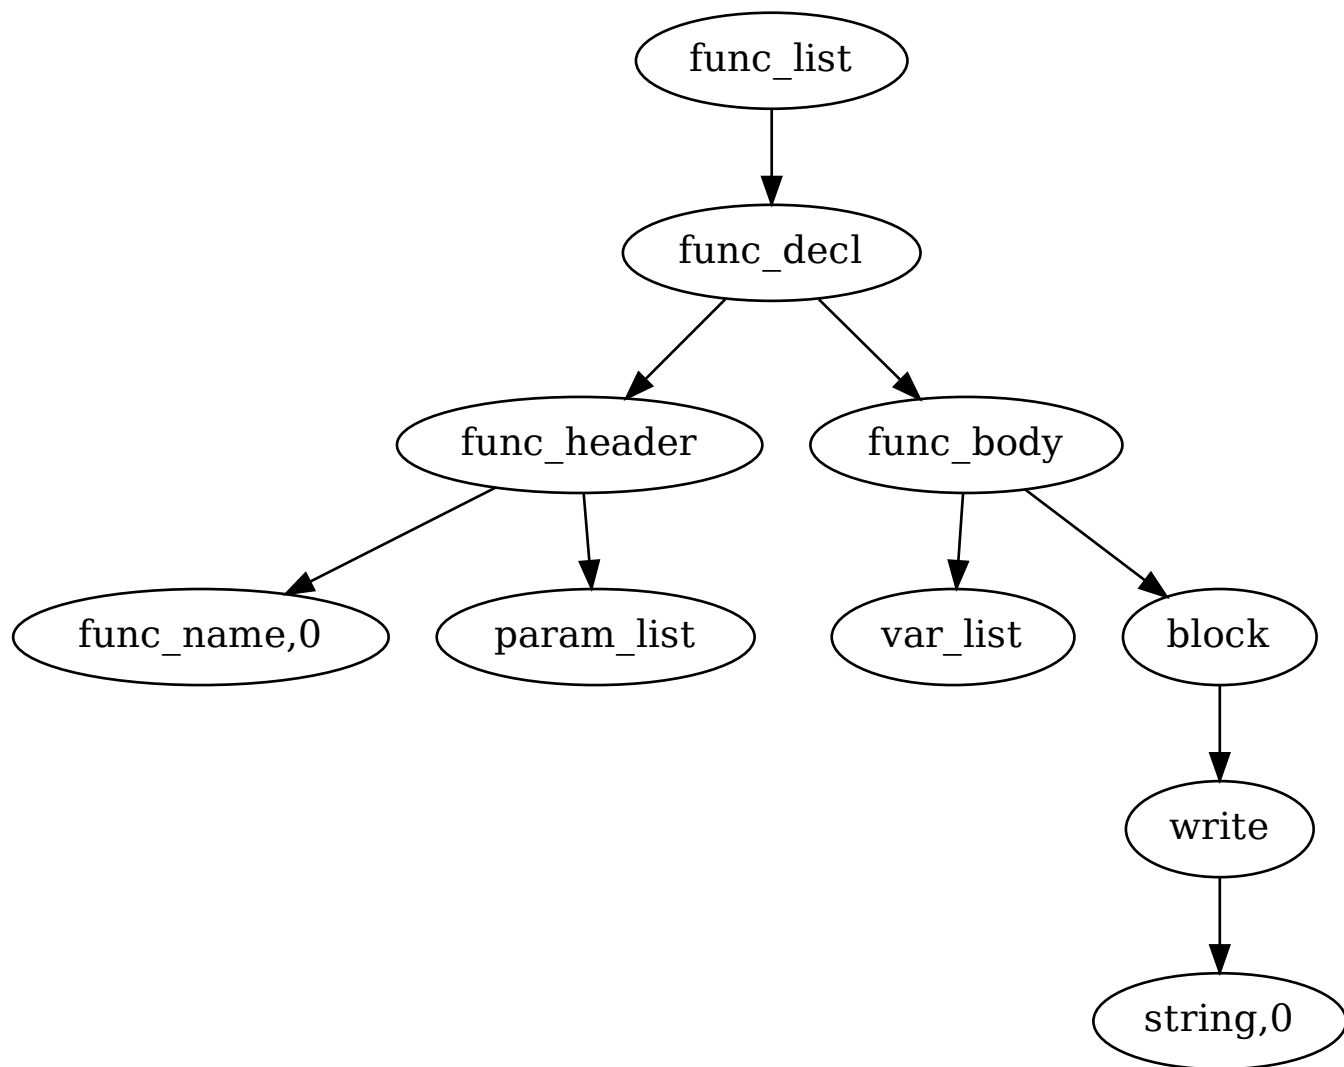 func_list
func_decl
func_header
func_body
func_name,0
param_list
var_list
block
write
string,0